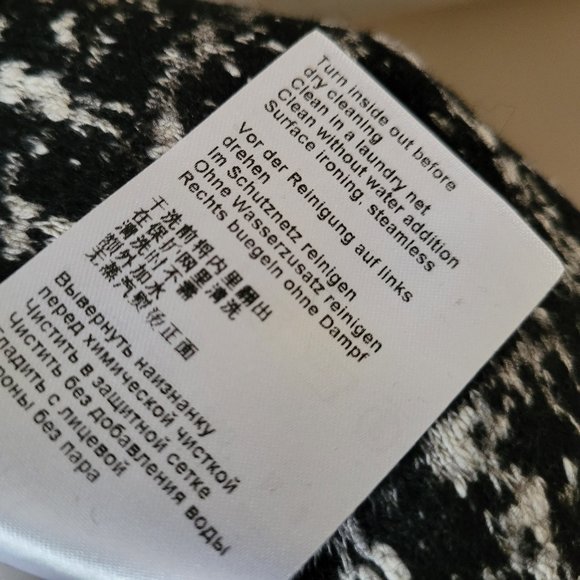 Turn inside out before
dry cleaning
Clean in a laundry net
Clean without water addition
Surface ironing, steamless
Vor der Reinigung auf links
drehen
Im Schutznetz reinigen
Ohne Wasserzusatz reinigen
Rechts buegeln ohne Dampf
干洗前将内里翻出
在保护网里清洗
清洗时不需
额外加水
无蒸汽熨烫正面
Вывернуть наизнанку
перед химической чисткой
Чистить в защитной сетке
Чистить без добавления воды
с лицевой
без пара